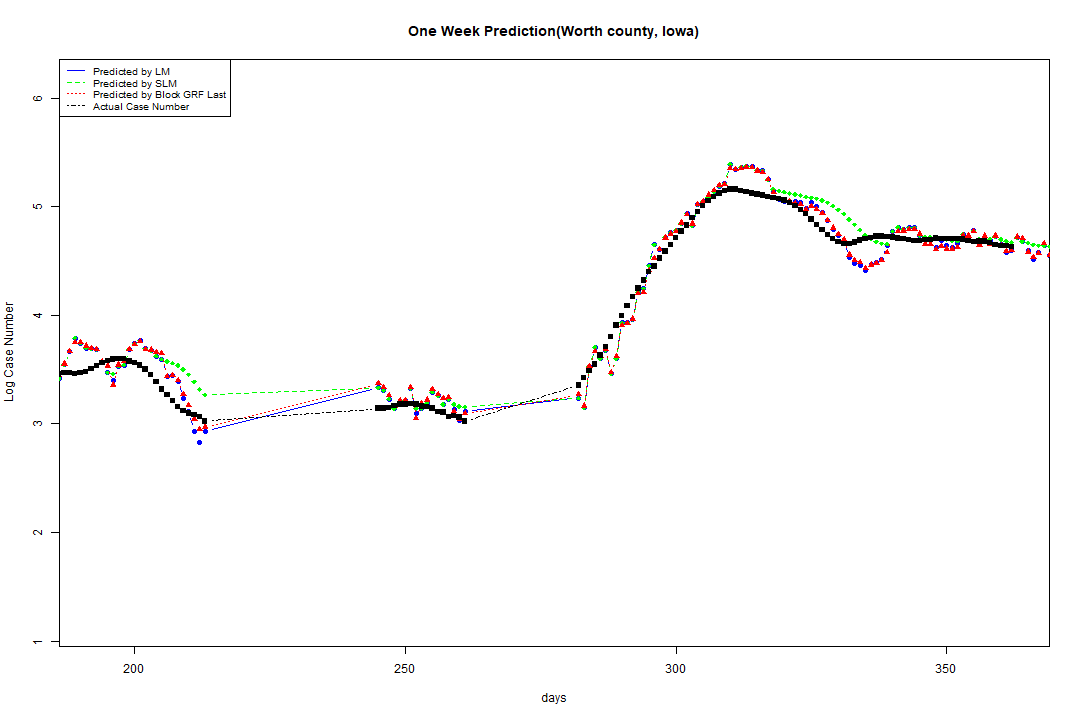 One Week Prediction(Worth county, Iowa)
Predicted by LM
Predicted by SLM
Predicted by Block GRF Last
Actual Case Number
6
5
4
3
2
1
Log Case Number
200 250 300 350
days